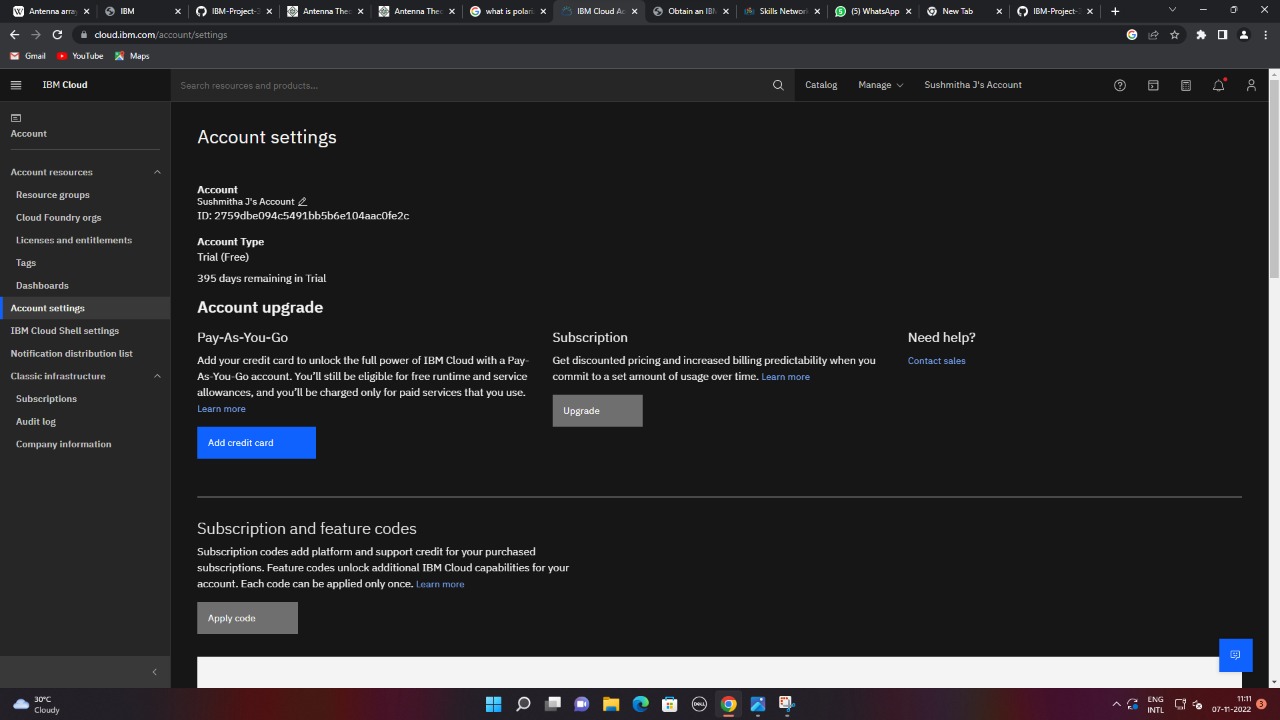 Antenna array
IBM
IBM-Project-3
Antenna Theo
Antenna Theo
what is polaris
IBM Cloud Ac
Obtain an IBM
Skills Network
(5) WhatsApp
New Tab
IBM-Project-
cloud.ibm.com/account/settings
Gmail
YouTube
Maps
IBM Cloud
Search resources and products...
Catalog
Manage
Sushmitha J's Account
Account
Account resources
Resource groups
Cloud Foundry orgs
Licenses and entitlements
Tags
Dashboards
Account settings
IBM Cloud Shell settings
Notification distribution list
Classic infrastructure
Subscriptions
Audit log
Company information
Account settings
Account
Sushmitha J's Account
ID: 2759dbe094c5491bb5b6e104aac0fe2c
Account Type
Trial (Free)
395 days remaining in Trial
Account upgrade
Pay-As-You-Go
Add your credit card to unlock the full power of IBM Cloud with a Pay-
As-You-Go account. You'll still be eligible for free runtime and service
allowances, and you'll be charged only for paid services that you use.
Learn more
Add credit card
Subscription
Get discounted pricing and increased billing predictability when you
commit to a set amount of usage over time. Learn more
Upgrade
Need help?
Contact sales
Subscription and feature codes
Subscription codes add platform and support credit for your purchased
subscriptions. Feature codes unlock additional IBM Cloud capabilities for your
account. Each code can be applied only once. Learn more
Apply code
30°C
Cloudy
DELL
ENG
INTL
11:11
07-11-2022
3